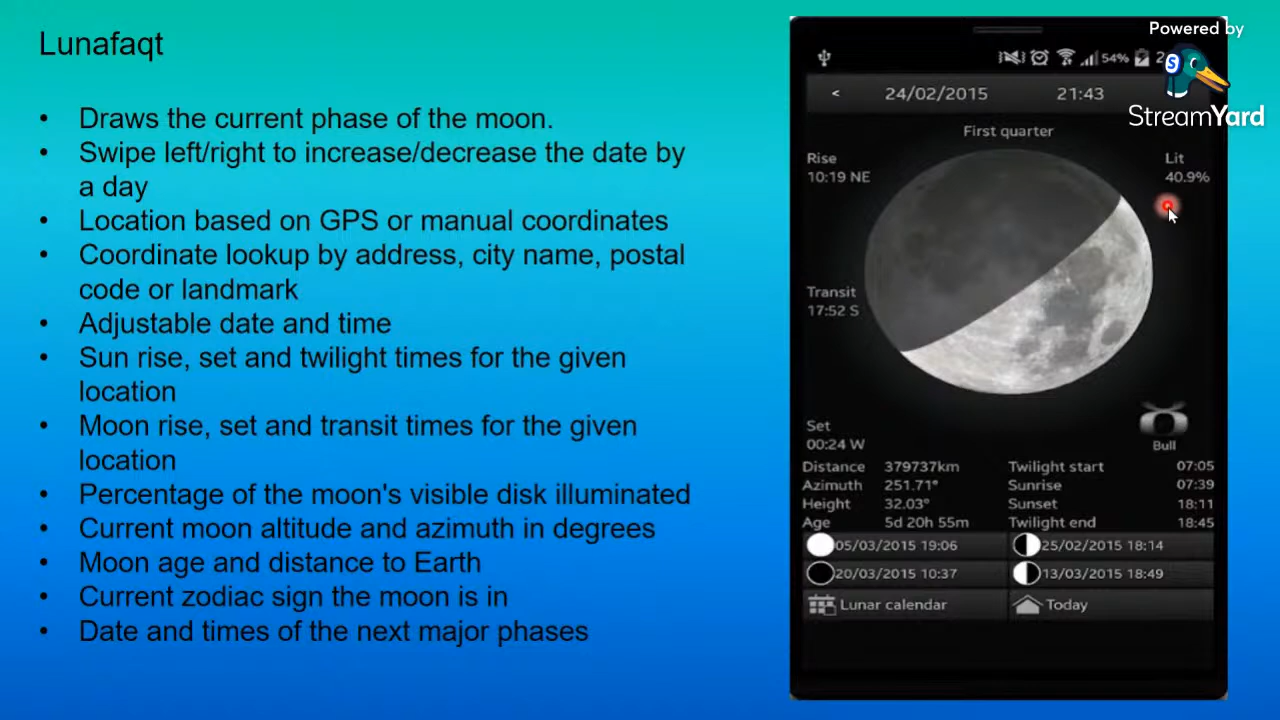 Lunafaqt
• Draws the current phase of the moon.
• Swipe left/right to increase/decrease the date by
a day
• Location based on GPS or manual coordinates
• Coordinate lookup by address, city name, postal
code or landmark
• Adjustable date and time
• Sun rise, set and twilight times for the given
location
• Moon rise, set and transit times for the given
location
• Percentage of the moon's visible disk illuminated
• Current moon altitude and azimuth in degrees
• Moon age and distance to Earth
• Current zodiac sign the moon is in
• Date and times of the next major phases
Powered by
StreamYard
54%
< 24/02/2015 21:43
First quarter
Rise
10:19 NE
Lit
40.9%
Transit
17:52 S
Set
00:24 W
Bull
Distance 379737km Twilight start 07:05
Azimuth 251.71° Sunrise 07:39
Height 32.03° Sunset 18:11
Age 5d 20h 55m Twilight end 18:45
05/03/2015 19:06 25/02/2015 18:14
20/03/2015 10:37 13/03/2015 18:49
Lunar calendar Today